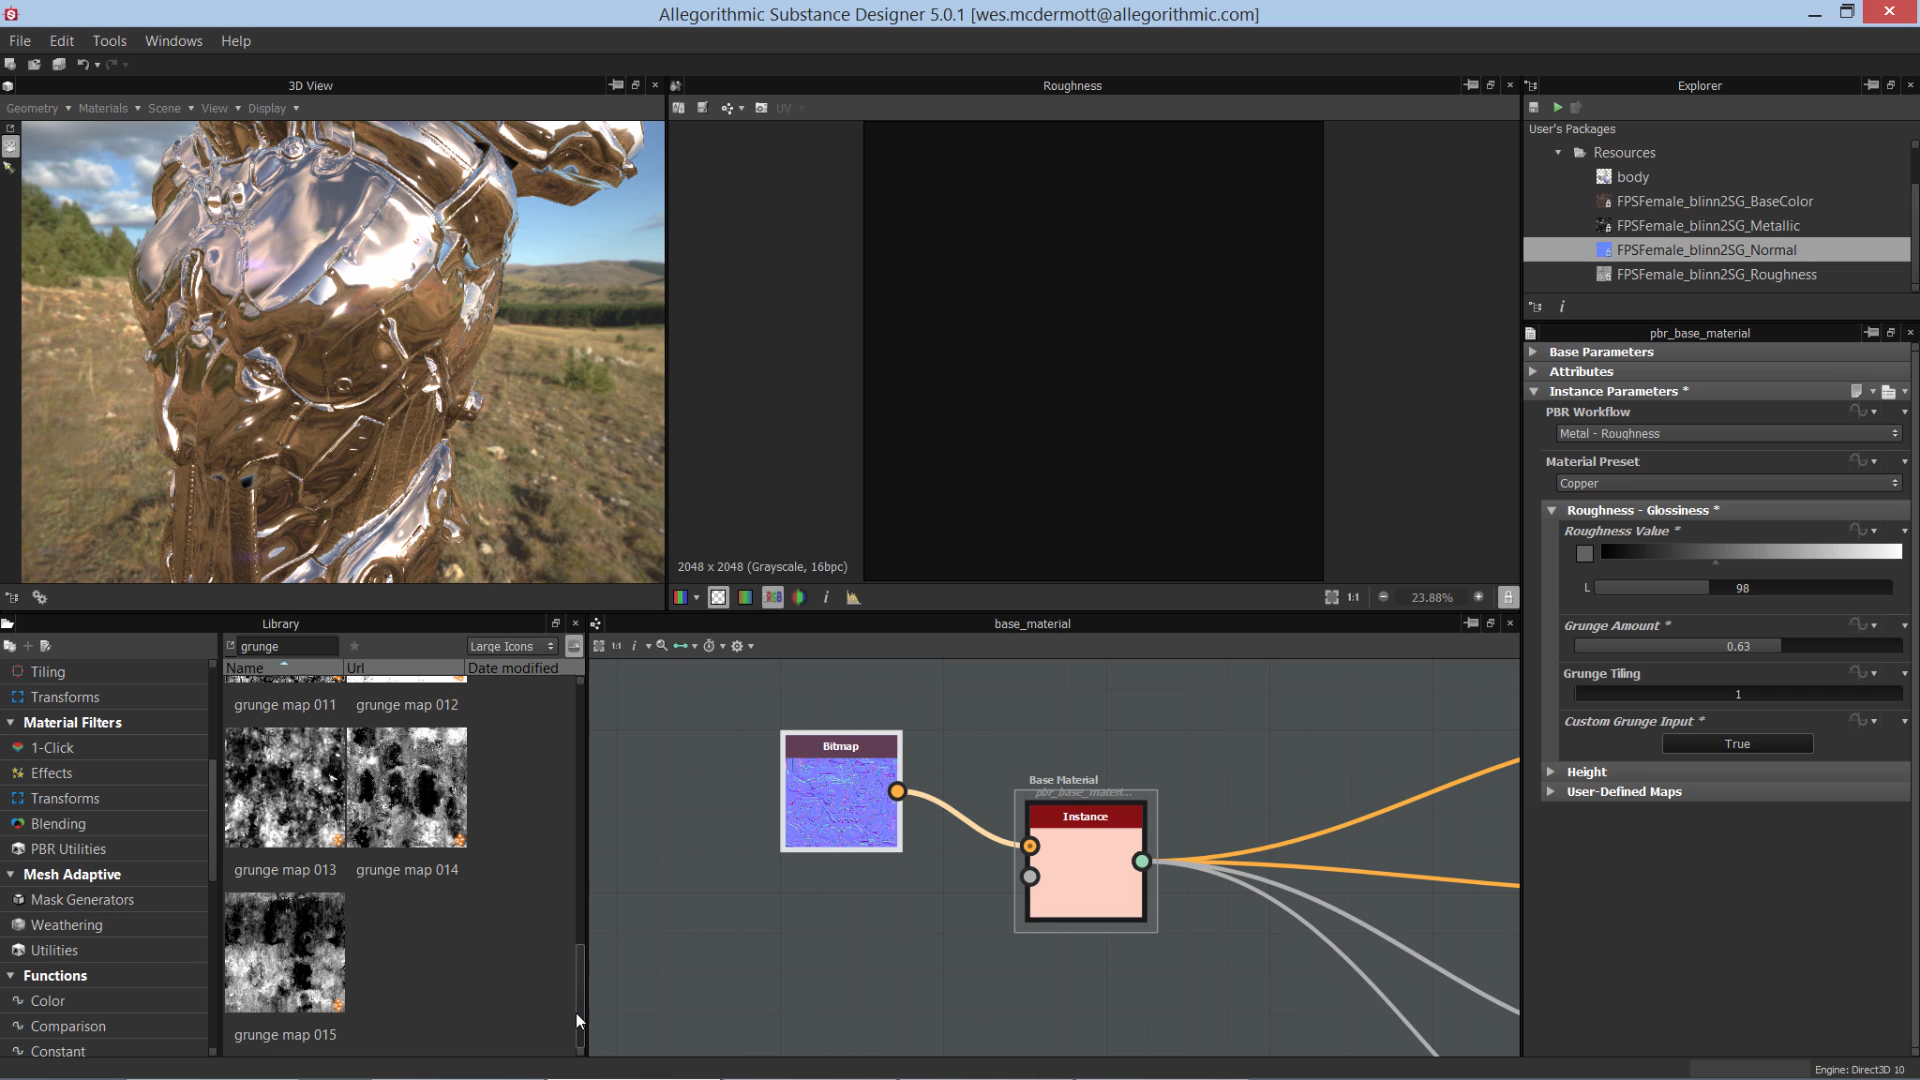 Allegorithmic Substance Designer 5.0.1 [wes.mcdermott@allegorithmic.com]
File Edit Tools Windows Help
3D View
Geometry Materials Scene View Display
Roughness
UV
2048 x 2048 (Grayscale, 16bpc)
1:1 23.88%
Explorer
User's Packages
Resources
body
FPSFemale_blinn2SG_BaseColor
FPSFemale_blinn2SG_Metallic
FPSFemale_blinn2SG_Normal
FPSFemale_blinn2SG_Roughness
pbr_base_material
Base Parameters
Attributes
Instance Parameters *
PBR Workflow
Metal - Roughness
Material Preset
Copper
Roughness - Glossiness *
Roughness Value *
L 98
Grunge Amount *
0.63
Grunge Tiling
1
Custom Grunge Input *
True
Height
User-Defined Maps
Library
grunge
Large Icons
Name Url Date modified
Tiling
Transforms
Material Filters
1-Click
Effects
Transforms
Blending
PBR Utilities
Mesh Adaptive
Mask Generators
Weathering
Utilities
Functions
Color
Comparison
Constant
grunge map 011 grunge map 012
grunge map 013 grunge map 014
grunge map 015
base_material
1:1
Bitmap
Base Material
pbr_base_materi...
Instance
Engine: Direct3D 10